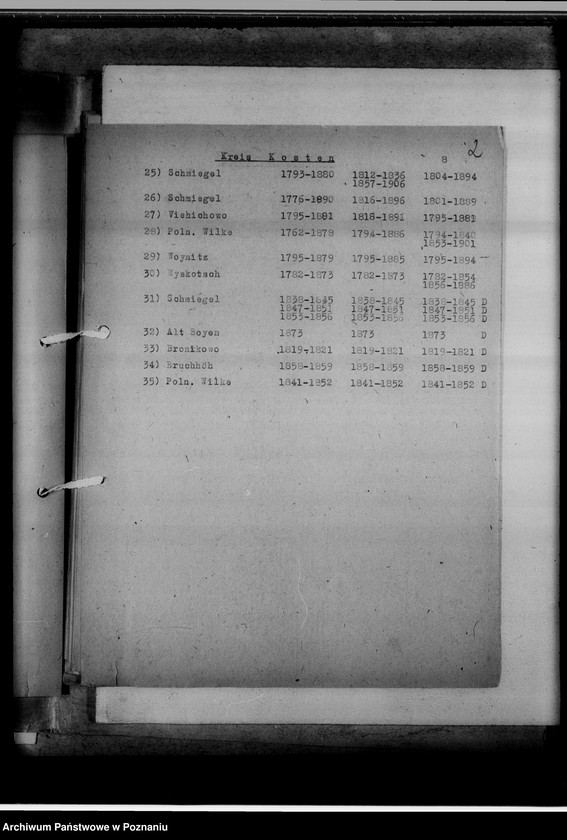 2
Kreis Kosten 8
25) Schmiegel 1793-1880 1812-1836 1804-1894
1857-1906
26) Schmiegel 1776-1890 1816-1896 1801-1889
27) Wiehichowo 1795-1881 1818-1891 1795-1881
28) Poln. Wilke 1762-1878 1794-1886 1794-1840
1853-1901
29) Woynitz 1795-1879 1795-1885 1795-1894
30) Wyskotsch 1782-1873 1782-1873 1782-1854
1856-1886
31) Schmiegel 1838-1845 1838-1845 1838-1845 D
1847-1851 1847-1851 1847-1851 D
1853-1856 1853-1856 1853-1856 D
32) Alt Boyen 1873 1873 1873 D
33) Bronikowo 1819-1821 1819-1821 1819-1821 D
34) Bruchhöh 1858-1859 1858-1859 1858-1859 D
35) Poln. Wilke 1841-1852 1841-1852 1841-1852 D
Archiwum Państwowe w Poznaniu